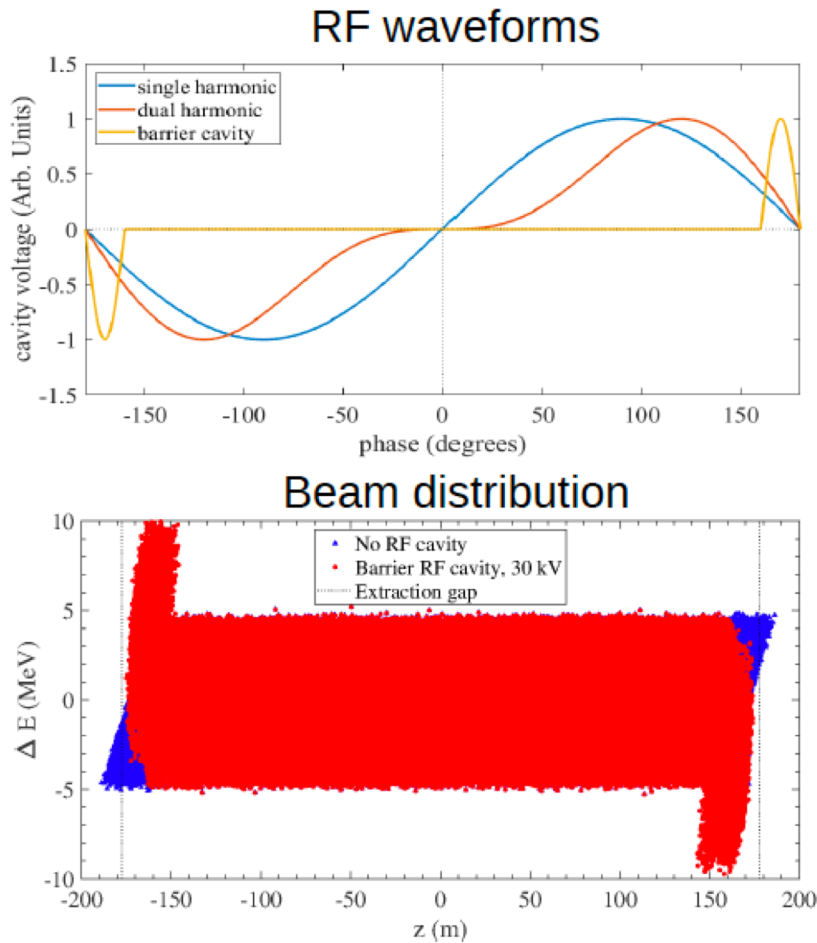 RF waveforms
1.5
single harmonic
dual harmonic
barrier cavity
1
0.5
0
-0.5
-1
-1.5
cavity voltage (Arb. Units)
-150 -100 -50 0 50 100 150
phase (degrees)
Beam distribution
10
No RF cavity
Barrier RF cavity, 30 kV
Extraction gap
5
0
-5
-10
Δ E (MeV)
-200 -150 -100 -50 0 50 100 150 200
z (m)